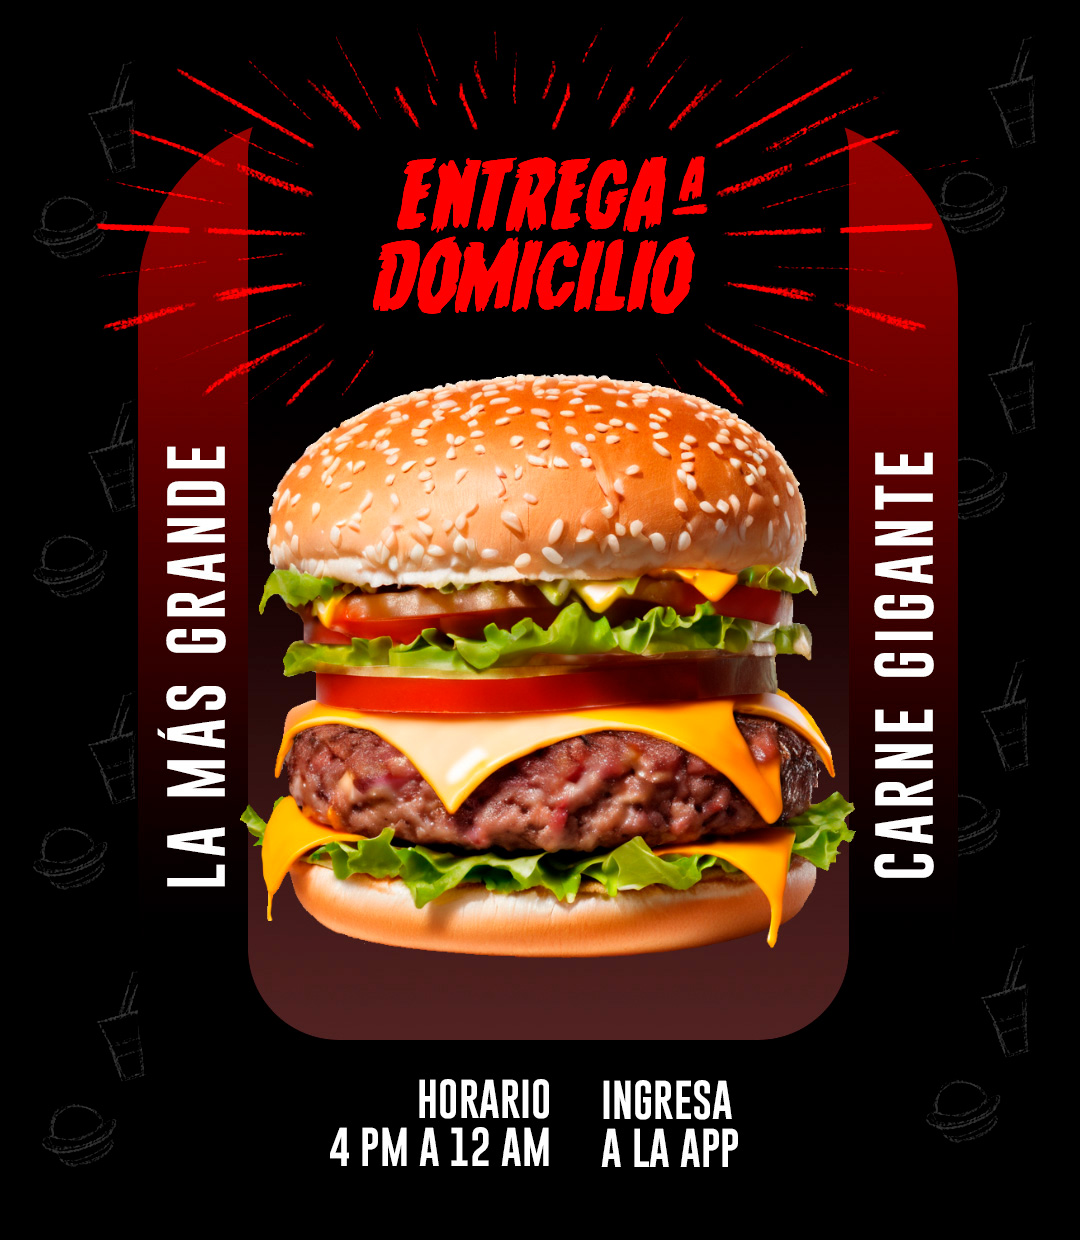 ENTREGA A
DOMICILIO
LA MÁS GRANDE
CARNE GIGANTE
HORARIO
4 PM A 12 AM
INGRESA
A LA APP